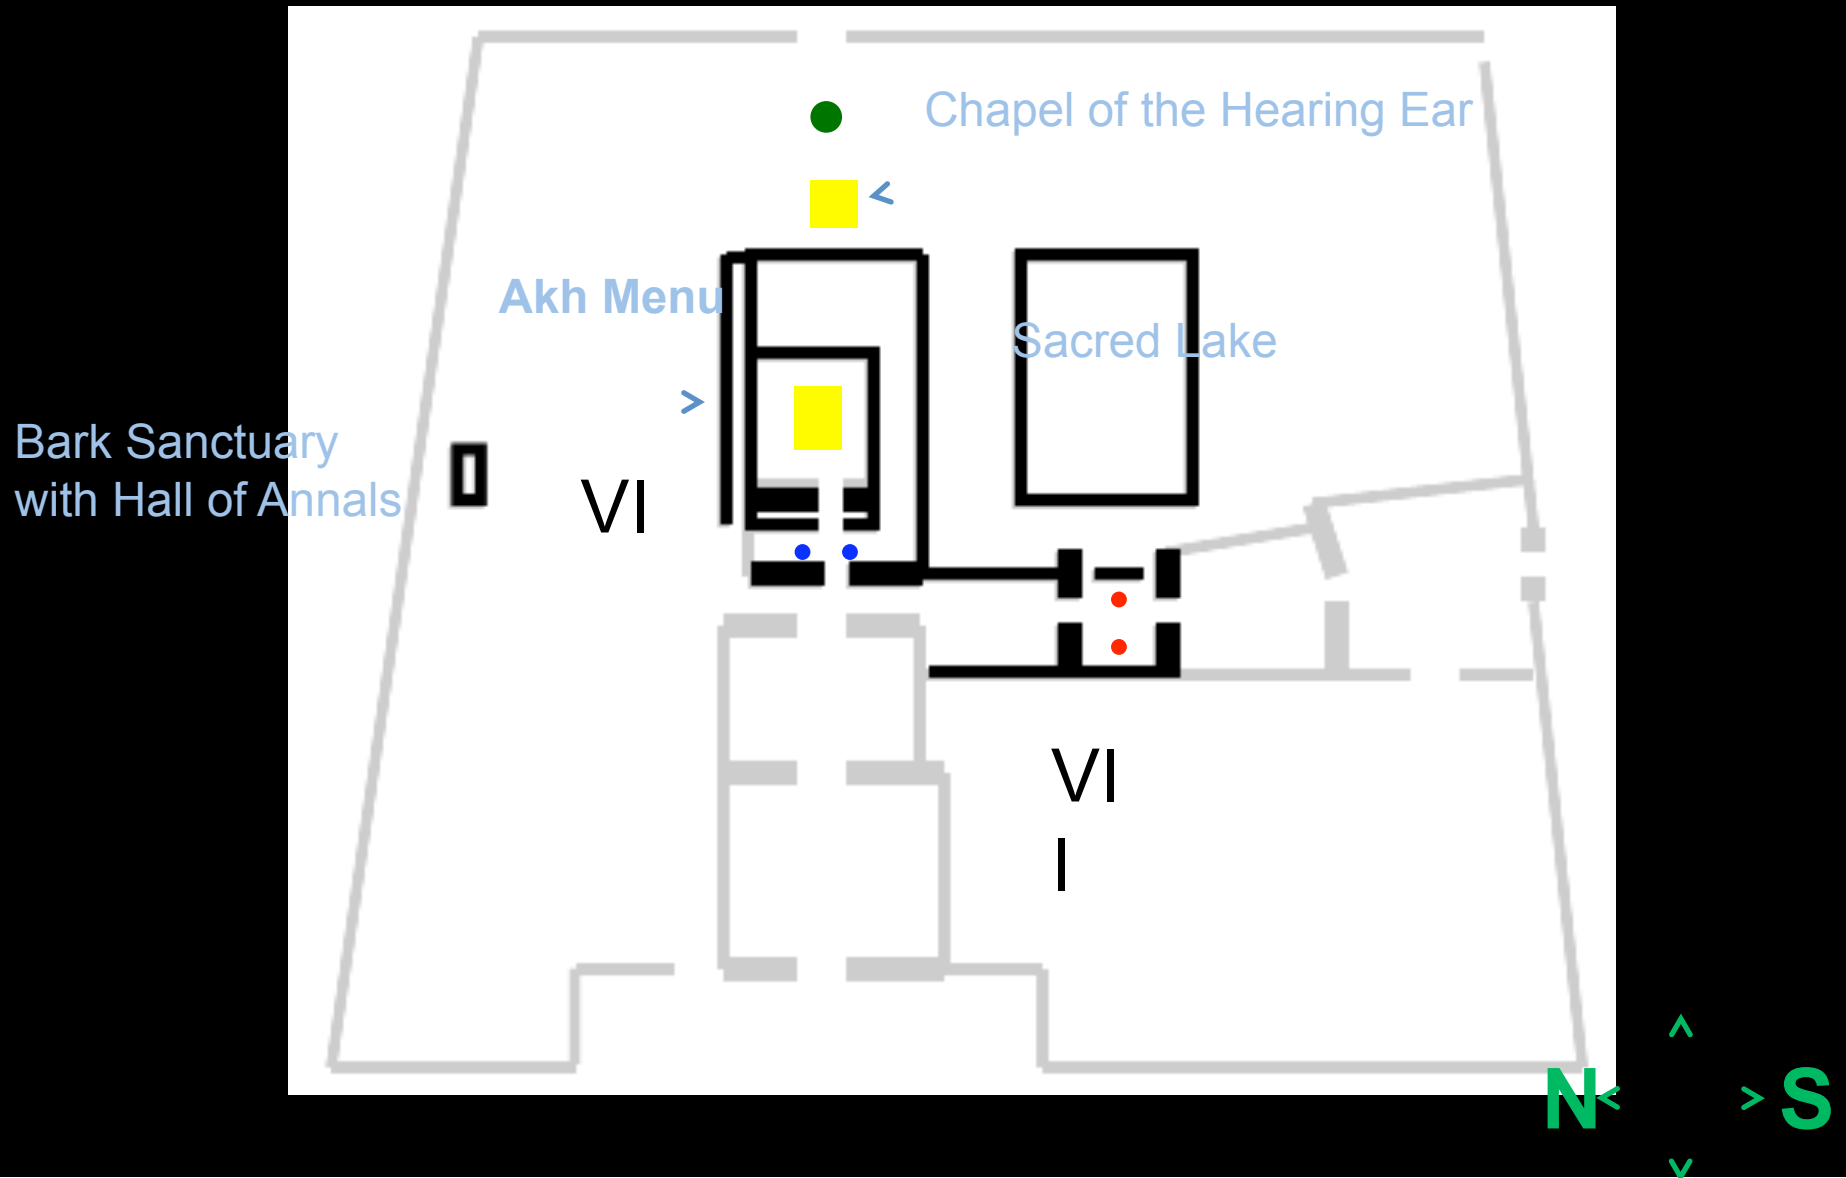 Chapel of the Hearing Ear
Akh Menu
Sacred Lake
Bark Sanctuary
with Hall of Annals
VI
VI
I
N
S